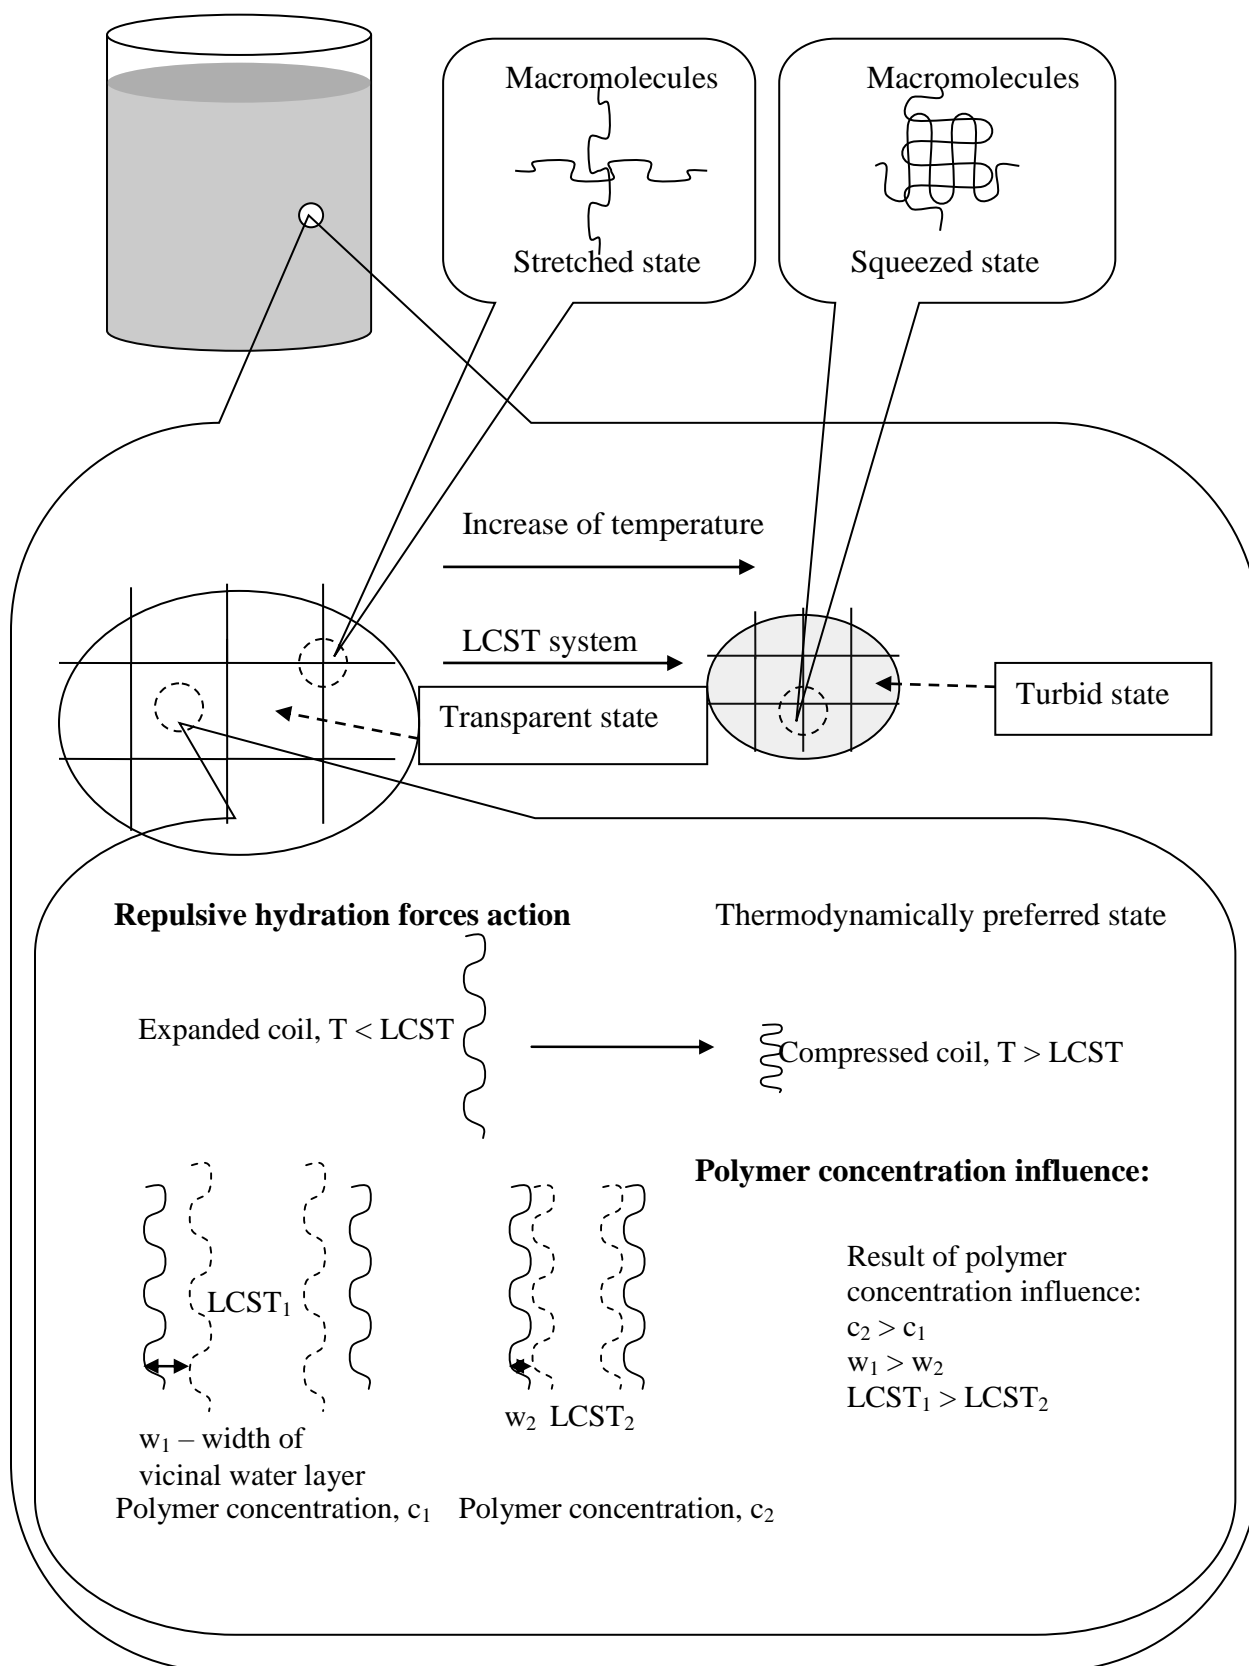 Macromolecules
Stretched state
Macromolecules
Squeezed state
Increase of temperature
LCST system
Transparent state
Turbid state
Repulsive hydration forces action
Thermodynamically preferred state
Expanded coil, T < LCST
Compressed coil, T > LCST
Polymer concentration influence:
LCST₁
w₁ – width of
vicinal water layer
Polymer concentration, c₁
w₂ LCST₂
Polymer concentration, c₂
Result of polymer
concentration influence:
c₂ > c₁
w₁ > w₂
LCST₁ > LCST₂